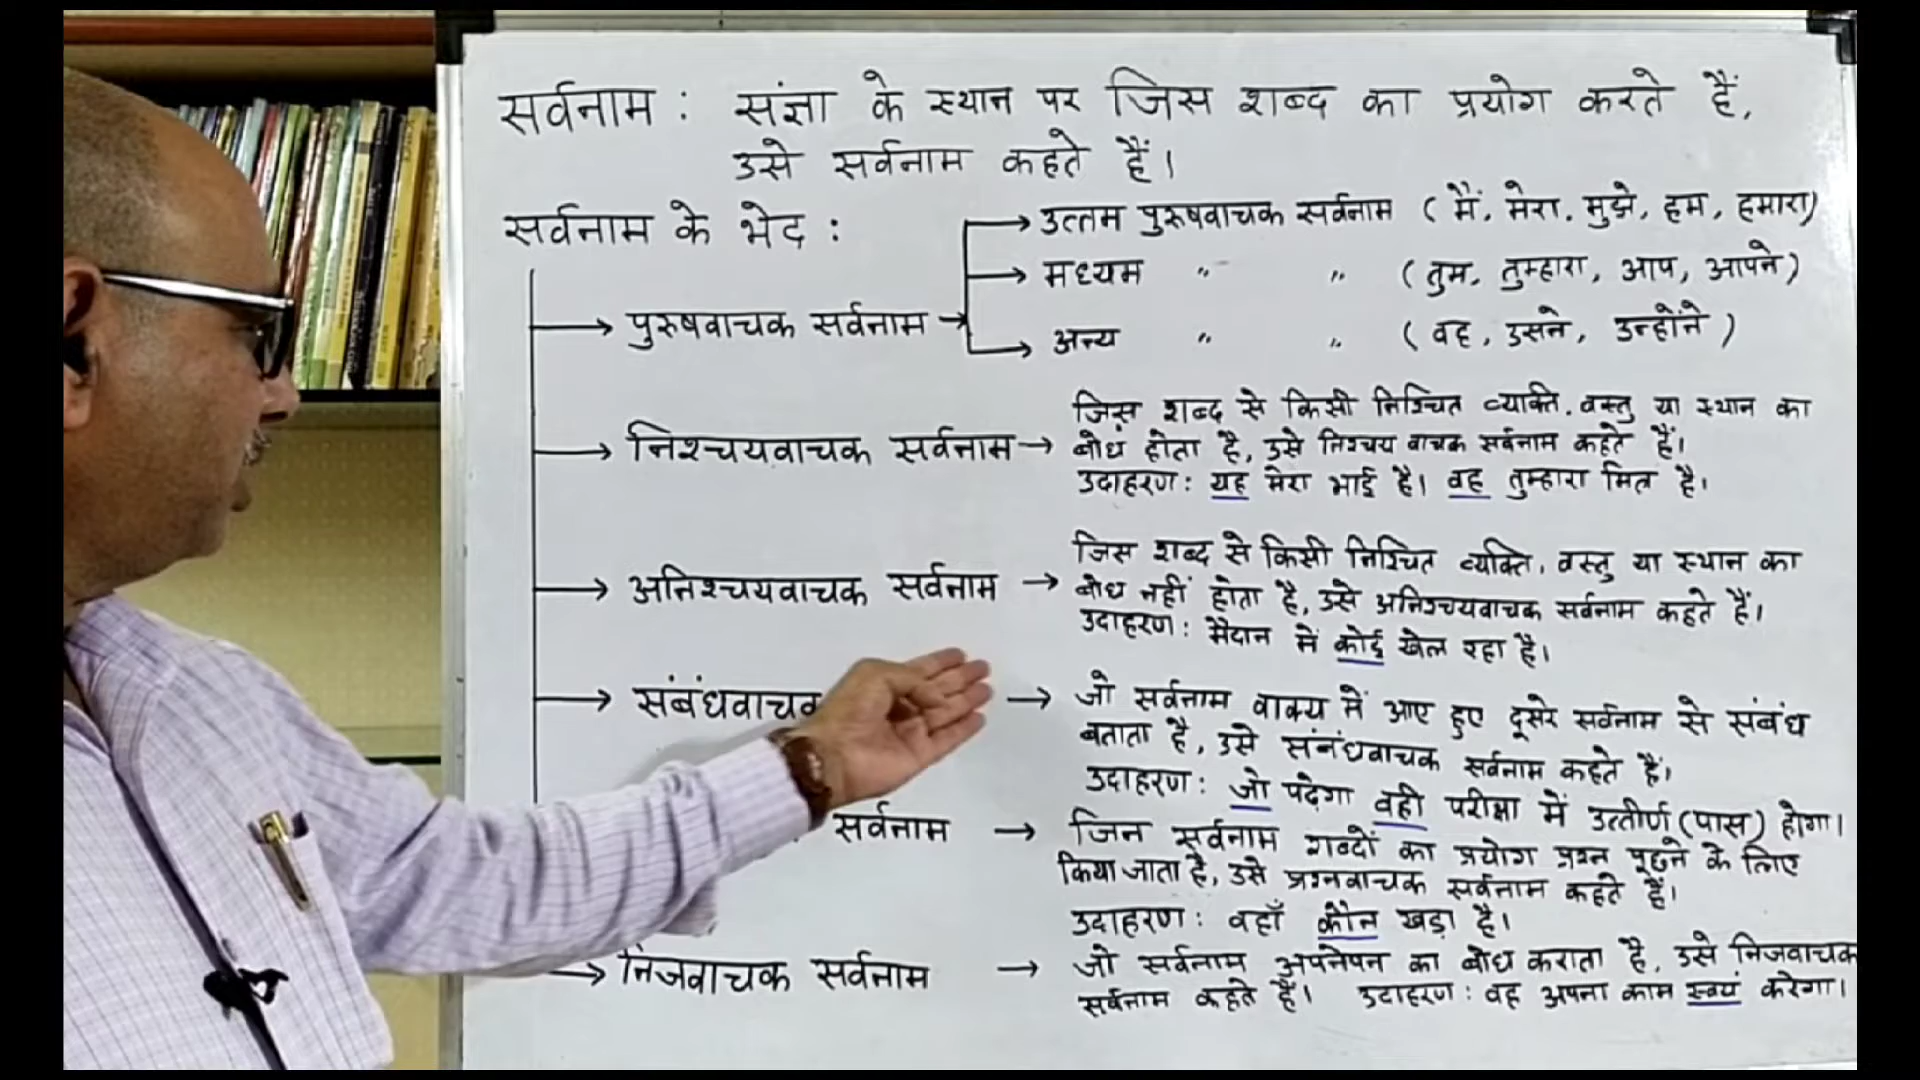 सर्वनाम : संज्ञा के स्थान पर जिस शब्द का प्रयोग करते हैं,
उसे सर्वनाम कहते हैं।
सर्वनाम के भेद :
पुरुषवाचक सर्वनाम
उत्तम पुरुषवाचक सर्वनाम ( मैं, मेरा, मुझे, हम, हमारा)
मध्यम " " ( तुम, तुम्हारा, आप, आपने )
अन्य " " ( वह, उसने, उन्होंने )
निश्चयवाचक सर्वनाम
जिस शब्द से किसी निश्चित व्यक्ति, वस्तु या स्थान का
बोध होता है, उसे निश्चय वाचक सर्वनाम कहते हैं।
उदाहरण : यह मेरा भाई है। वह तुम्हारा मित्र है।
अनिश्चयवाचक सर्वनाम
जिस शब्द से किसी निश्चित व्यक्ति, वस्तु या स्थान का
बोध नहीं होता है, उसे अनिश्चयवाचक सर्वनाम कहते हैं।
उदाहरण : मैदान में कोई खेल रहा है।
संबंधवाचक
जो सर्वनाम वाक्य में आए हुए दूसरे सर्वनाम से संबंध
बताता है, उसे संबंधवाचक सर्वनाम कहते हैं।
उदाहरण : जो पढ़ेगा वही परीक्षा में उत्तीर्ण (पास) होगा।
सर्वनाम
जिन सर्वनाम शब्दों का प्रयोग प्रश्न पूछने के लिए
किया जाता है, उसे प्रश्नवाचक सर्वनाम कहते हैं।
उदाहरण : वहाँ कौन खड़ा है।
निजवाचक सर्वनाम
जो सर्वनाम अपनेपन का बोध कराता है, उसे निजवाचक
सर्वनाम कहते हैं। उदाहरण : वह अपना काम स्वयं करेगा।